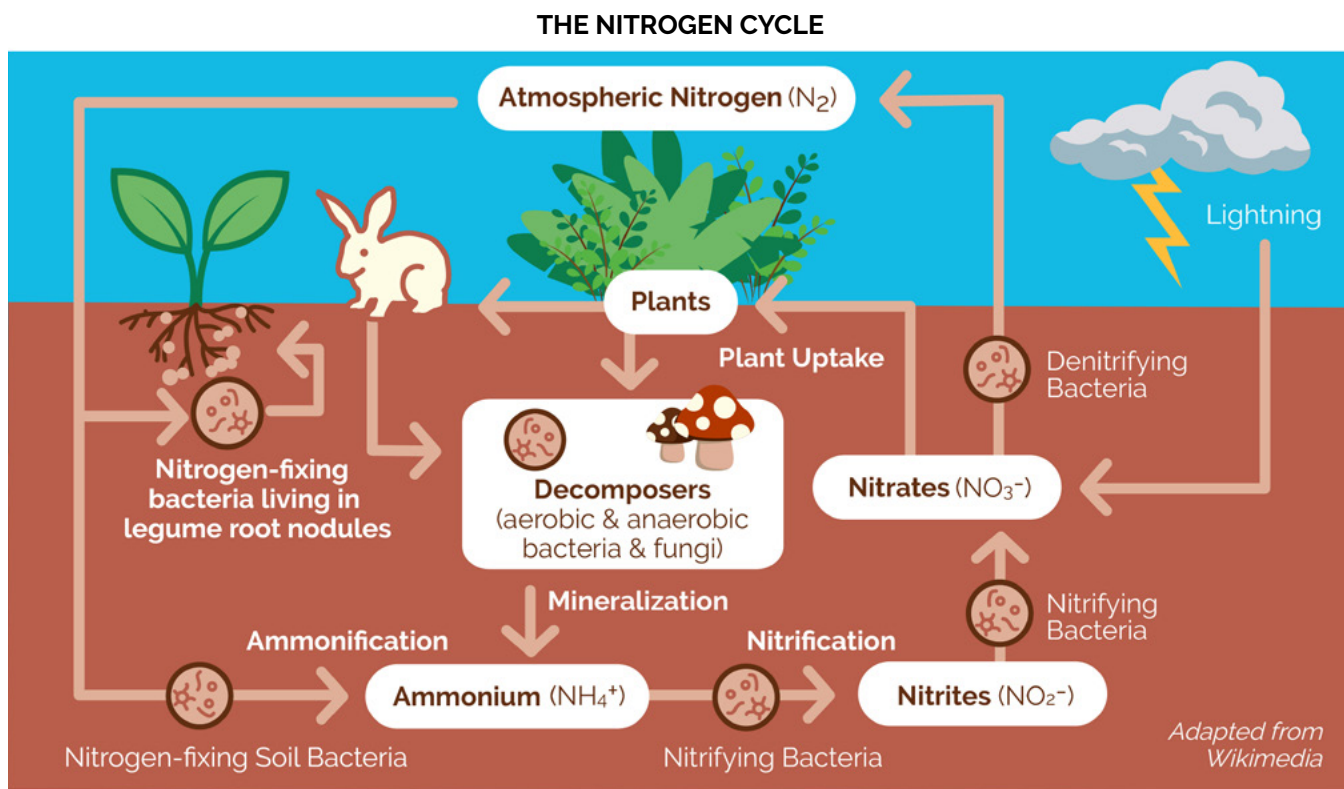 THE NITROGEN CYCLE
Atmospheric Nitrogen (N₂)
Lightning
Plants
Plant Uptake
Denitrifying
Bacteria
Nitrogen-fixing
bacteria living in
legume root nodules
Decomposers
(aerobic & anaerobic
bacteria & fungi)
Nitrates (NO₃⁻)
Mineralization
Nitrifying
Bacteria
Ammonification
Nitrification
Ammonium (NH₄⁺)
Nitrites (NO₂⁻)
Nitrogen-fixing Soil Bacteria
Nitrifying Bacteria
Adapted from
Wikimedia